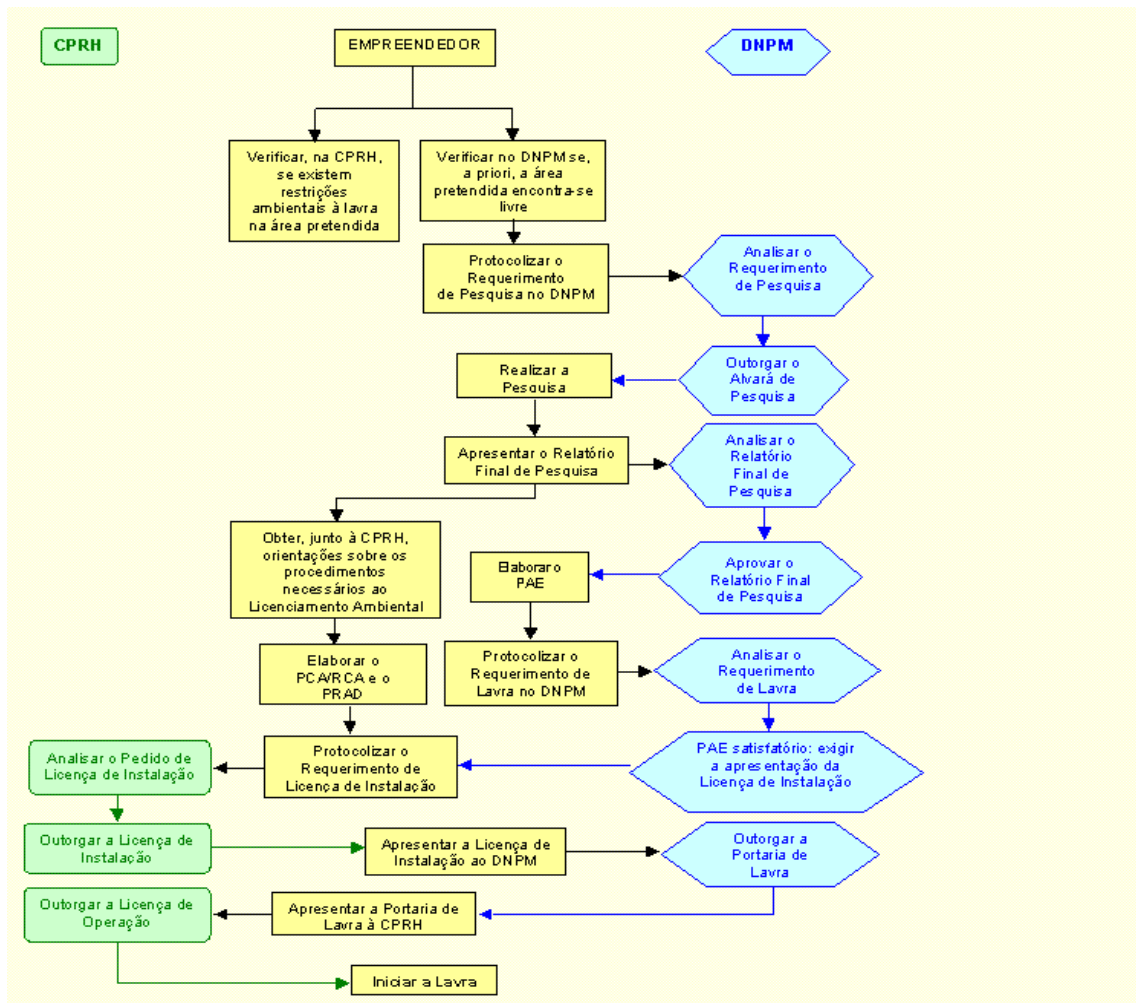 CPRH
EMPREENDEDOR
DNPM
Verificar, na CPRH,
se existem
restrições
ambientais à lavra
na área pretendida
Verificar no DNPM se,
a priori, a área
pretendida encontra-se
livre
Protocolizar o
Requerimento
de Pesquisa no DNPM
Analisar o
Requerimento
de Pesquisa
Outorgar o
Alvará de
Pesquisa
Realizar a
Pesquisa
Apresentar o Relatório
Final de Pesquisa
Analisar o
Relatório
Final de
Pesquisa
Obter, junto à CPRH,
orientações sobre os
procedimentos
necessários ao
Licenciamento Ambiental
Elaborar o
PAE
Aprovar o
Relatório Final
de Pesquisa
Elaborar o
PCA/RCA e o
PRAD
Protocolizar o
Requerimento de
Lavra no DNPM
Analisar o
Requerimento
de Lavra
Analisar o Pedido de
Licença de Instalação
Protocolizar o
Requerimento de
Licença de Instalação
PAE satisfatório: exigir
a apresentação da
Licença de Instalação
Outorgar a Licença de
Instalação
Apresentar a Licença de
Instalação ao DNPM
Outorgar a
Portaria de
Lavra
Outorgar a Licença de
Operação
Apresentar a Portaria de
Lavra à CPRH
Iniciar a Lavra